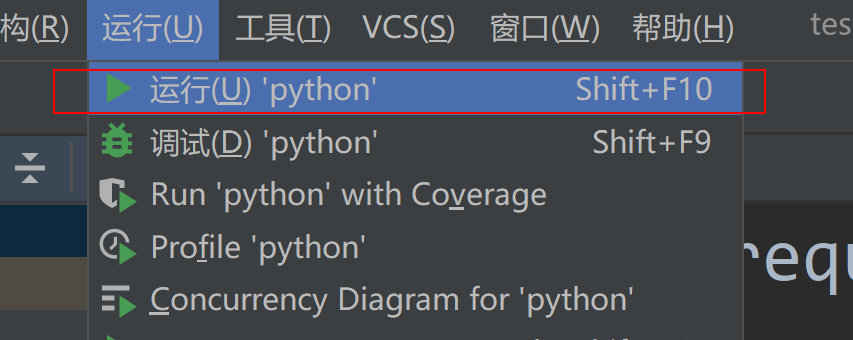 构(R) 运行(U) 工具(T) VCS(S) 窗口(W) 帮助(H) tes
运行(U) 'python' Shift+F10
调试(D) 'python' Shift+F9
Run 'python' with Coverage
Profile 'python'
requ
Concurrency Diagram for 'python'